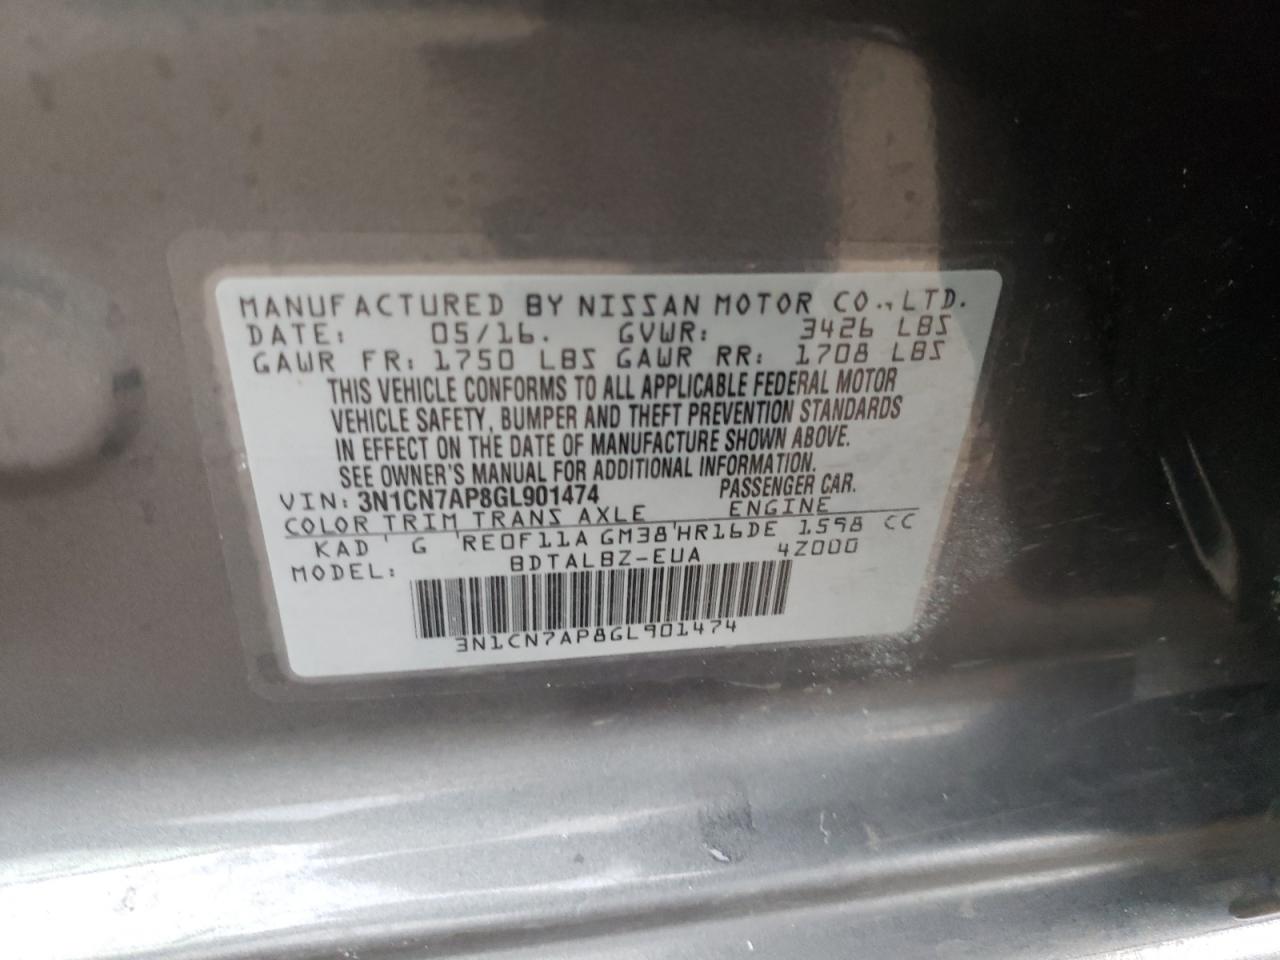 MANUFACTURED BY NISSAN MOTOR CO., LTD.
DATE: 05/16. GVWR: 3426 LBS
GAWR FR: 1750 LBS GAWR RR: 1708 LBS
THIS VEHICLE CONFORMS TO ALL APPLICABLE FEDERAL MOTOR
VEHICLE SAFETY, BUMPER AND THEFT PREVENTION STANDARDS
IN EFFECT ON THE DATE OF MANUFACTURE SHOWN ABOVE.
SEE OWNER'S MANUAL FOR ADDITIONAL INFORMATION.
VIN: 3N1CN7AP8GL901474 PASSENGER CAR.
COLOR TRIM TRANS AXLE ENGINE
KAD ' G 'RE0F11A GM38'HR16DE 1598 CC
MODEL: BDTALBZ-EUA 4Z000
3N1CN7AP8GL901474